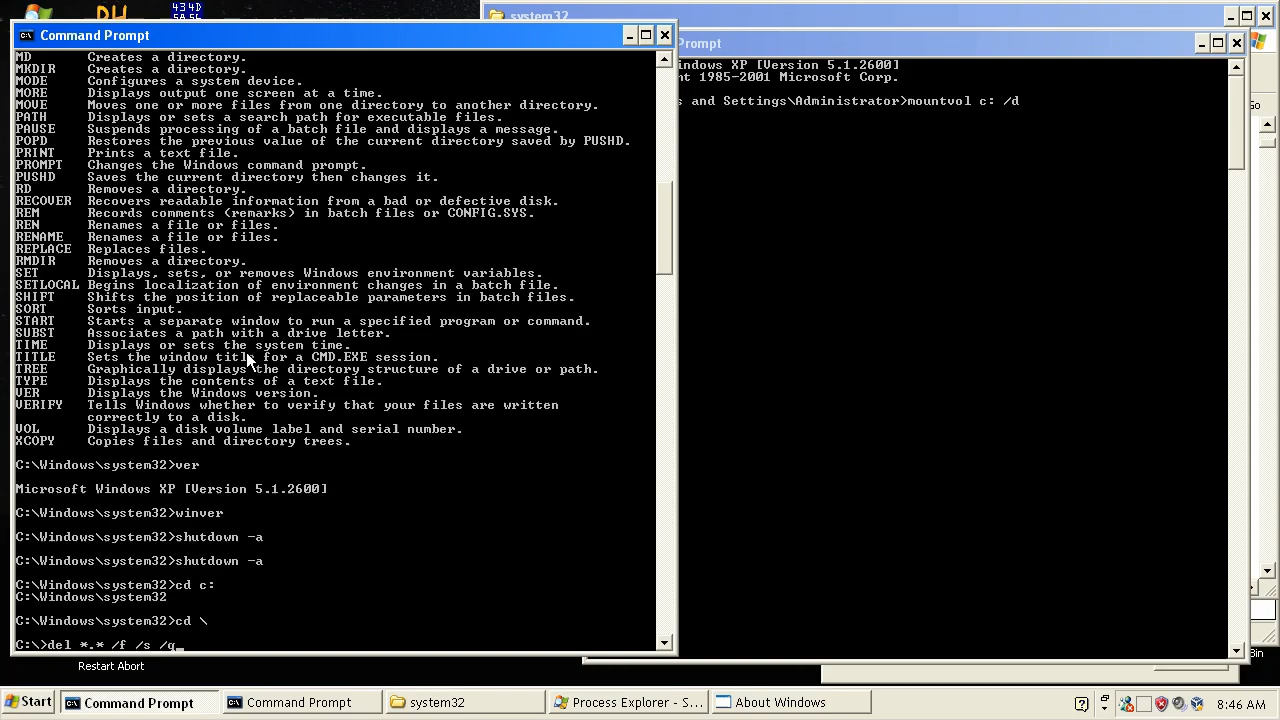 434D
5A5C
system32
Command Prompt
Prompt
MD Creates a directory.
MKDIR Creates a directory.
MODE Configures a system device.
MORE Displays output one screen at a time.
MOVE Moves one or more files from one directory to another directory.
PATH Displays or sets a search path for executable files.
PAUSE Suspends processing of a batch file and displays a message.
POPD Restores the previous value of the current directory saved by PUSHD.
PRINT Prints a text file.
PROMPT Changes the Windows command prompt.
PUSHD Saves the current directory then changes it.
RD Removes a directory.
RECOVER Recovers readable information from a bad or defective disk.
REM Records comments (remarks) in batch files or CONFIG.SYS.
REN Renames a file or files.
RENAME Renames a file or files.
REPLACE Replaces files.
RMDIR Removes a directory.
SET Displays, sets, or removes Windows environment variables.
SETLOCAL Begins localization of environment changes in a batch file.
SHIFT Shifts the position of replaceable parameters in batch files.
SORT Sorts input.
START Starts a separate window to run a specified program or command.
SUBST Associates a path with a drive letter.
TIME Displays or sets the system time.
TITLE Sets the window title for a CMD.EXE session.
TREE Graphically displays the directory structure of a drive or path.
TYPE Displays the contents of a text file.
VER Displays the Windows version.
VERIFY Tells Windows whether to verify that your files are written
correctly to a disk.
VOL Displays a disk volume label and serial number.
XCOPY Copies files and directory trees.
C:\Windows\system32>ver
Microsoft Windows XP [Version 5.1.2600]
C:\Windows\system32>winver
C:\Windows\system32>shutdown -a
C:\Windows\system32>shutdown -a
C:\Windows\system32>cd c:
C:\Windows\system32
C:\Windows\system32>cd \
C:\>del *.* /f /s /q
indows XP [Version 5.1.2600]
nt 1985-2001 Microsoft Corp.
s and Settings\Administrator>mountvol c: /d
Go
Bin
Restart Abort
Start
Command Prompt
Command Prompt
system32
Process Explorer - S...
About Windows
8:46 AM